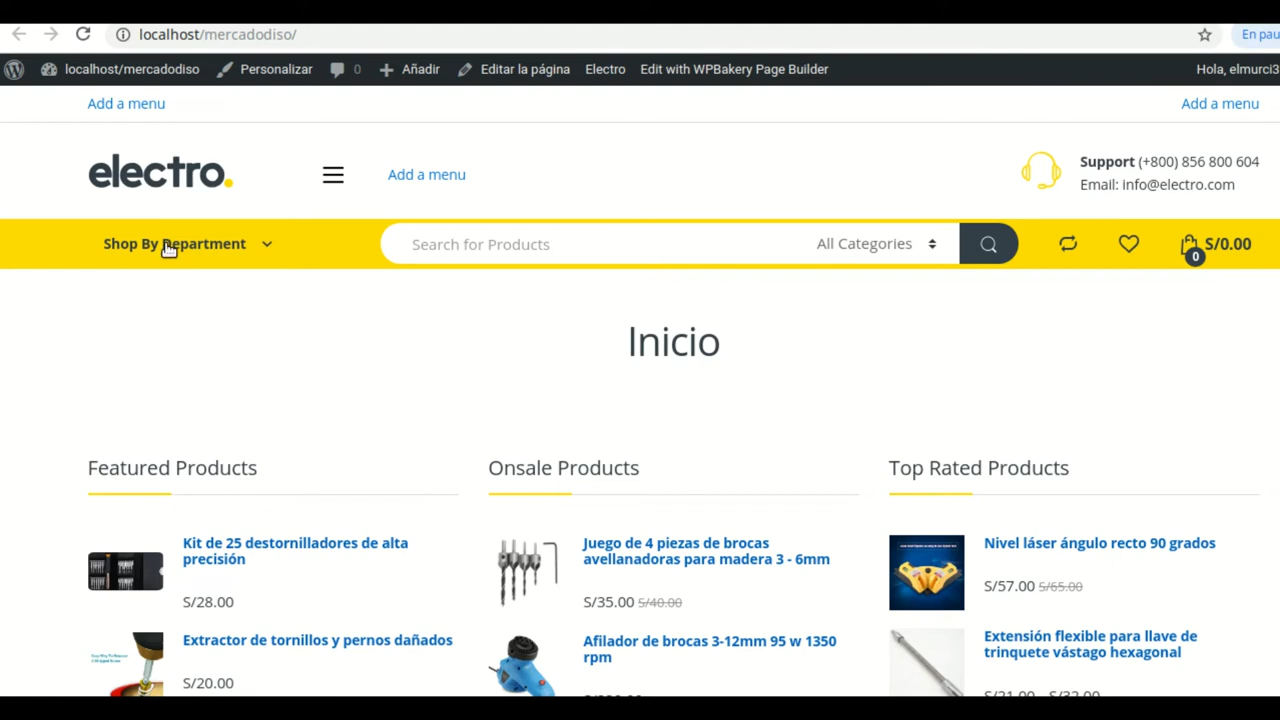 localhost/mercadodiso/
En pau
localhost/mercadodiso Personalizar 0 Añadir Editar la página Electro Edit with WPBakery Page Builder Hola, elmurci3
Add a menu Add a menu
electro. Add a menu
Support (+800) 856 800 604
Email: info@electro.com
Shop By Department Search for Products All Categories 0 S/0.00
Inicio
Featured Products
Kit de 25 destornilladores de alta
precisión
S/28.00
Extractor de tornillos y pernos dañados
S/20.00
Onsale Products
Juego de 4 piezas de brocas
avellanadoras para madera 3 - 6mm
S/35.00 S/40.00
Afilador de brocas 3-12mm 95 w 1350
rpm
Top Rated Products
Nivel láser ángulo recto 90 grados
S/57.00 S/65.00
Extensión flexible para llave de
trinquete vástago hexagonal
S/21.00 - S/32.00